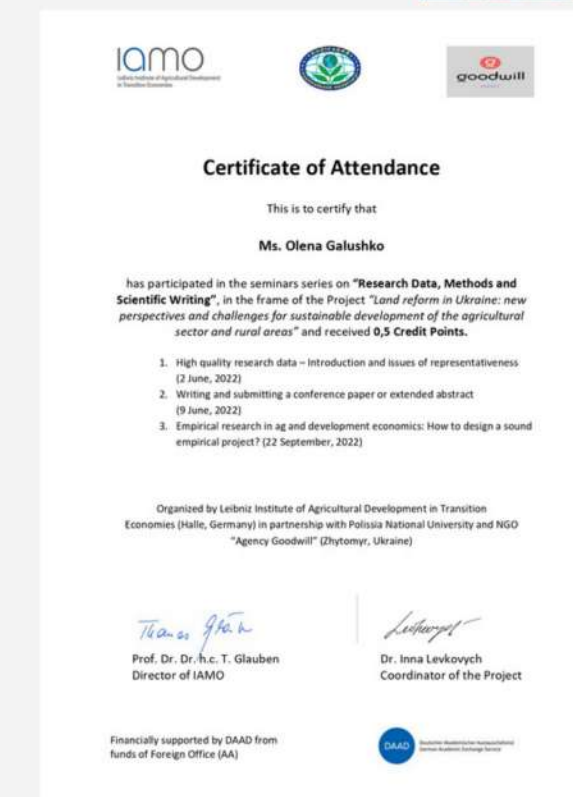 iamo
Leibniz Institute of Agricultural Development
in Transition Economies
goodwill
Certificate of Attendance
This is to certify that
Ms. Olena Galushko
has participated in the seminars series on "Research Data, Methods and
Scientific Writing", in the frame of the Project "Land reform in Ukraine: new
perspectives and challenges for sustainable development of the agricultural
sector and rural areas" and received 0,5 Credit Points.
1. High quality research data – Introduction and issues of representativeness
(2 June, 2022)
2. Writing and submitting a conference paper or extended abstract
(9 June, 2022)
3. Empirical research in ag and development economics: How to design a sound
empirical project? (22 September, 2022)
Organized by Leibniz Institute of Agricultural Development in Transition
Economies (Halle, Germany) in partnership with Polissia National University and NGO
"Agency Goodwill" (Zhytomyr, Ukraine)
Prof. Dr. Dr. h.c. T. Glauben
Director of IAMO
Dr. Inna Levkovych
Coordinator of the Project
Financially supported by DAAD from
funds of Foreign Office (AA)
DAAD
Deutscher Akademischer Austauschdienst
German Academic Exchange Service